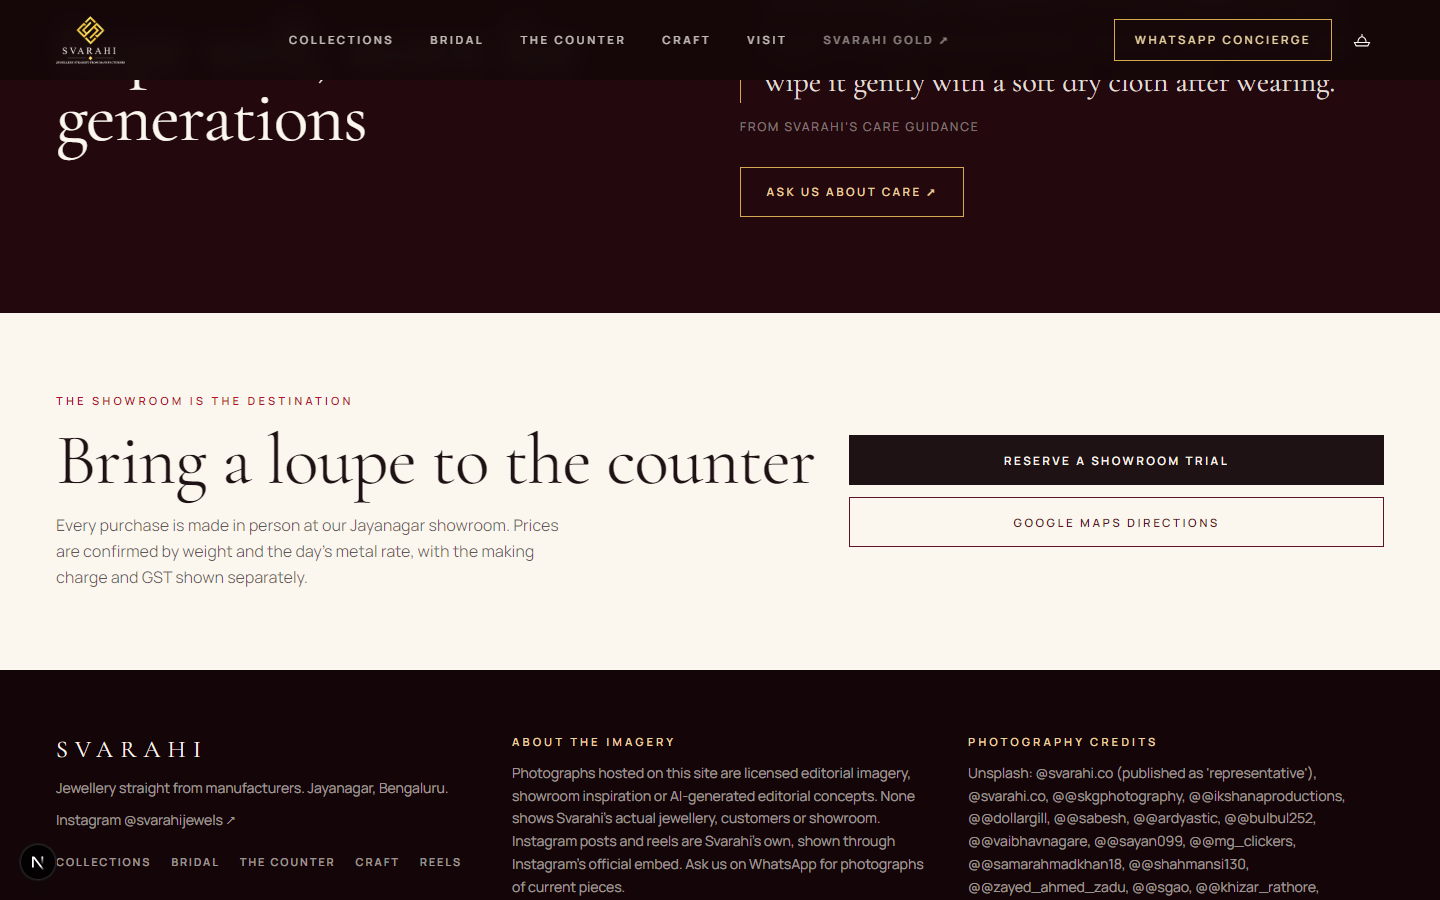 SVARAHI
JEWELLERY STRAIGHT FROM MANUFACTURERS
COLLECTIONS
BRIDAL
THE COUNTER
CRAFT
VISIT
SVARAHI GOLD ↗
WHATSAPP CONCIERGE
generations
wipe it gently with a soft dry cloth after wearing.
FROM SVARAHI'S CARE GUIDANCE
ASK US ABOUT CARE ↗
THE SHOWROOM IS THE DESTINATION
Bring a loupe to the counter
Every purchase is made in person at our Jayanagar showroom. Prices
are confirmed by weight and the day's metal rate, with the making
charge and GST shown separately.
RESERVE A SHOWROOM TRIAL
GOOGLE MAPS DIRECTIONS
SVARAHI
Jewellery straight from manufacturers. Jayanagar, Bengaluru.
Instagram @svarahijewels ↗
N
COLLECTIONS
BRIDAL
THE COUNTER
CRAFT
REELS
ABOUT THE IMAGERY
Photographs hosted on this site are licensed editorial imagery,
showroom inspiration or AI-generated editorial concepts. None
shows Svarahi's actual jewellery, customers or showroom.
Instagram posts and reels are Svarahi's own, shown through
Instagram's official embed. Ask us on WhatsApp for photographs
of current pieces.
PHOTOGRAPHY CREDITS
Unsplash: @svarahi.co (published as 'representative'),
@svarahi.co, @@skgphotography, @@ikshanaproductions,
@@dollargill, @@sabesh, @@ardyastic, @@bulbul252,
@@vaibhavnagare, @@sayan099, @@mg_clickers,
@@samarahmadkhan18, @@shahmansi130,
@@zayed_ahmed_zadu, @@sgao, @@khizar_rathore,